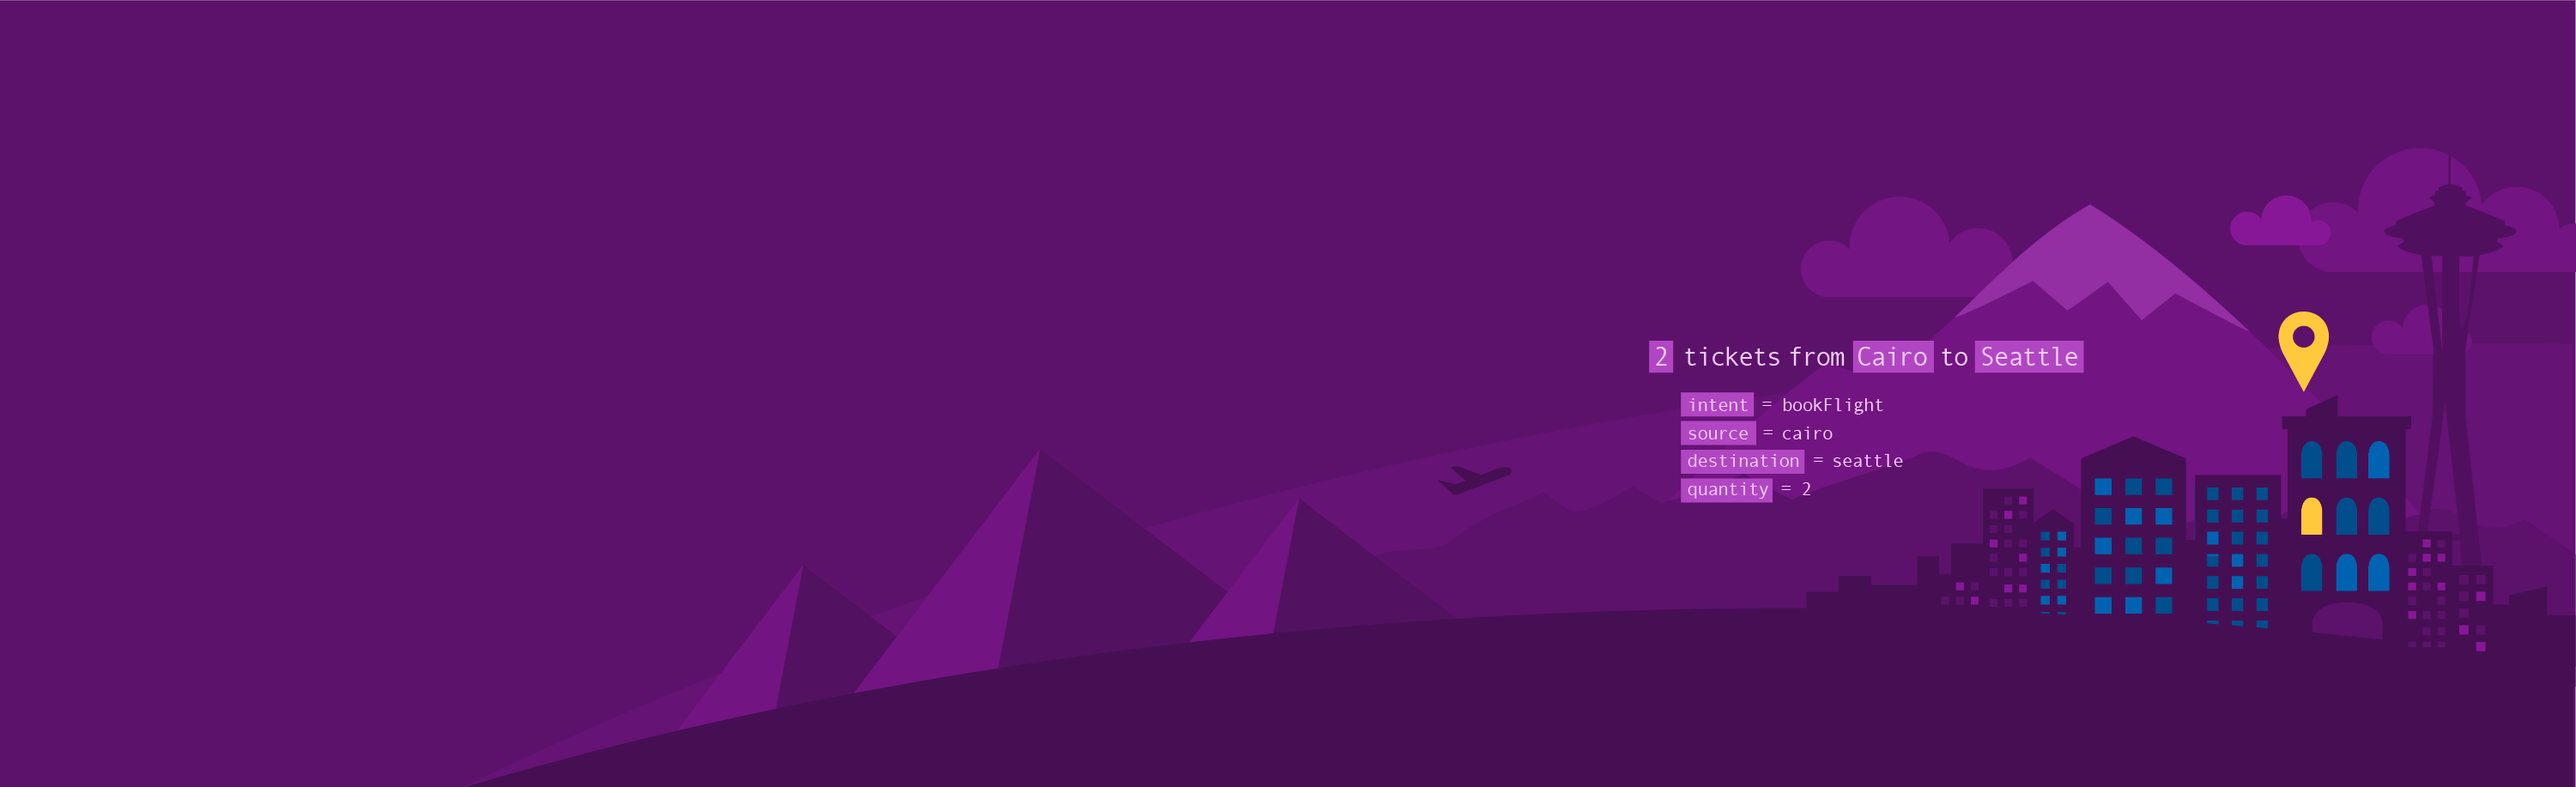 2 tickets from Cairo to Seattle
intent = bookFlight
source = cairo
destination = seattle
quantity = 2